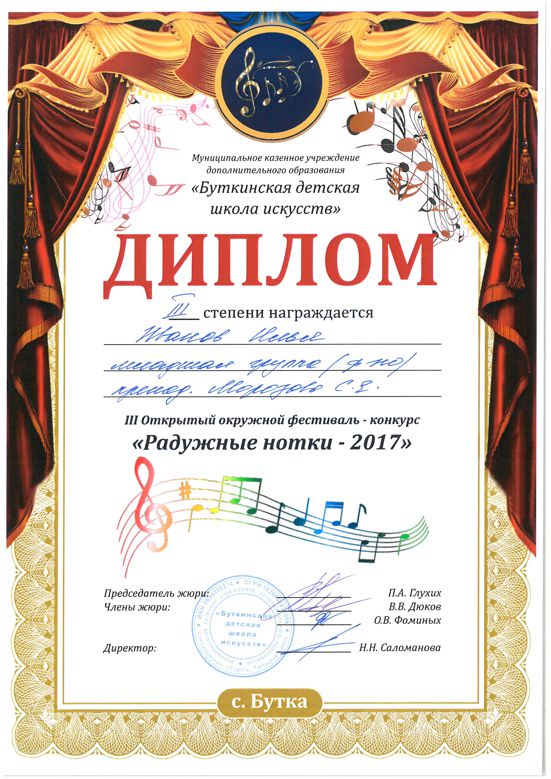 Муниципальное казенное учреждение
дополнительного образования
«Буткинская детская
школа искусств»
ДИПЛОМ
III степени награждается
Иванов Илья
младшая группа (ф-но)
препод. Морозова С.Е.
III Открытый окружной фестиваль - конкурс
«Радужные нотки - 2017»
Председатель жюри: П.А. Глухих
Члены жюри: В.В. Дюков
О.В. Фоминых
«Буткинская
детская
школа
искусств»
Директор: Н.Н. Саломанова
с. Бутка